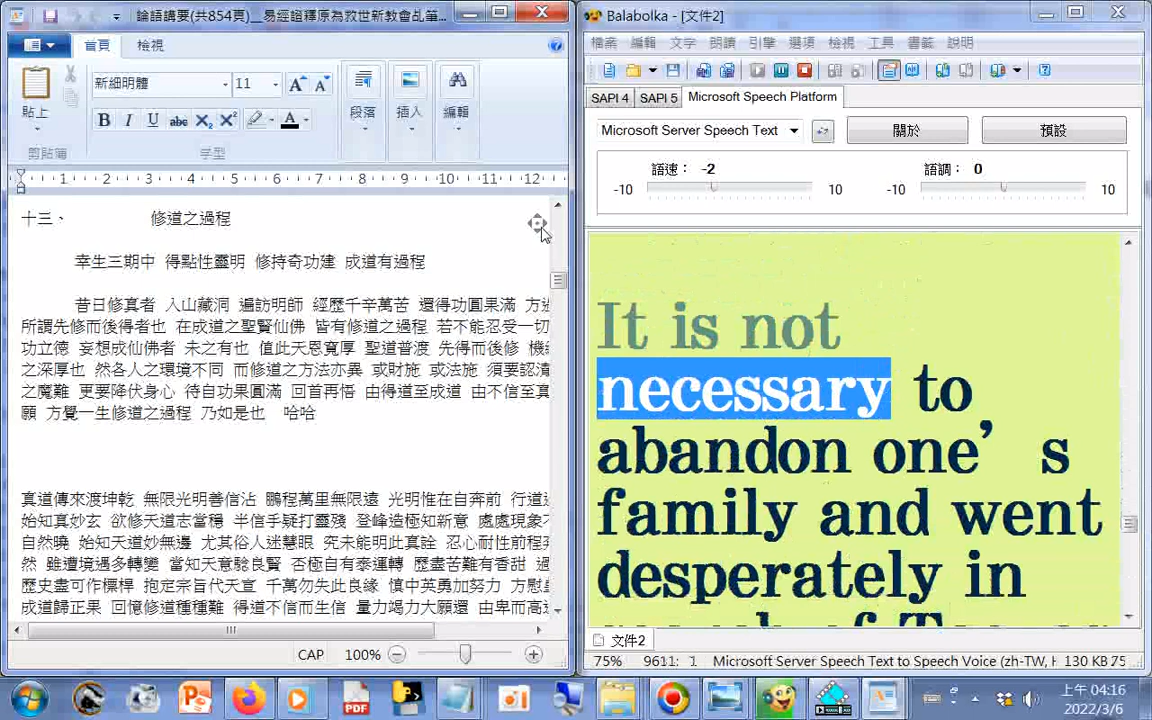 論語講要(共854頁)__易經證釋原為救世新教會乩筆...
首頁
檢視
貼上
剪貼簿
新細明體
11
字型
段落
插入
編輯
1 2 3 4 5 6 7 8 9 10 11 12
十三、 修道之過程
幸生三期中 得點性靈明 修持奇功建 成道有過程
昔日修真者 入山藏洞 遍訪明師 經歷千辛萬苦 還得功圓果滿 方
所謂先修而後得者也 在成道之聖賢仙佛 皆有修道之過程 若不能忍受一切
功立德 妄想成仙佛者 未之有也 值此天恩寬厚 聖道普渡 先得而後修 機
之深厚也 然各人之環境不同 而修道之方法亦異 或財施 或法施 須要認清
之魔難 更要降伏身心 待自功果圓滿 回首再悟 由得道至成道 由不信至真
願 方覺一生修道之過程 乃如是也 哈哈
真道傳來渡坤乾 無限光明善信沾 鵬程萬里無限遠 光明惟在自奔前 行道
始知真妙玄 欲修天道志當穩 半信半疑打靈殘 登峰造極知新意 處處現象
自然曉 始知天道妙無邊 尤其俗人迷慧眼 究未能明此真詮 忍心耐性前程
然 雖遭境遇多轉變 當知天意驗良賢 否極自有泰運轉 歷盡苦難有香甜 過
歷史盡可作標桿 抱定宗旨代天宣 千萬勿失此良緣 慎中英勇加努力 方慰
成道歸正果 回憶修道種種難 得道不信而生信 量力竭力大願還 由卑而高
CAP
100%
Balabolka - [文件2]
檔案 編輯 文字 朗讀 引擎 選項 檢視 工具 書籤 說明
SAPI 4
SAPI 5
Microsoft Speech Platform
Microsoft Server Speech Text
關於
預設
語速： -2
語調： 0
-10 10
-10 10
It is not
necessary to
abandon one’s
family and went
desperately in
文件2
75% 9611: 1 Microsoft Server Speech Text to Speech Voice (zh-TW, H 130 KB 75
上午 04:16
2022/3/6